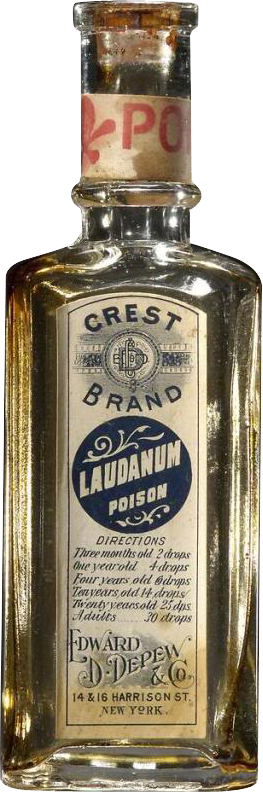 PO
CREST
BRAND
LAUDANUM
POISON
DIRECTIONS
Three months old 2 drops
One year old 4 drops
Four years old 6 drops
Ten years old 14 drops
Twenty years old 25 dps.
Adults ...... 30 drops
EDWARD
D. DEPEW
& Co.
14 & 16 HARRISON ST.
NEW YORK.